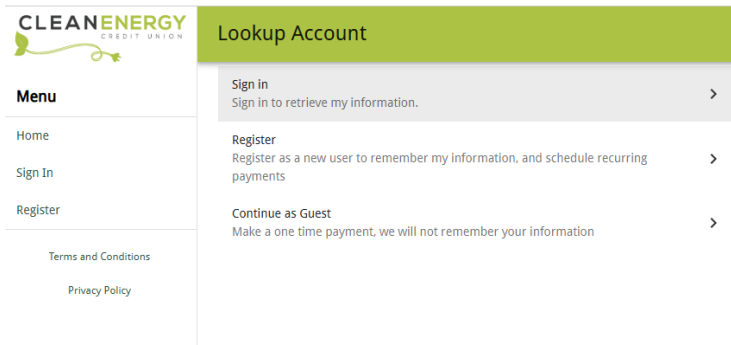 CLEANENERGY
CREDIT UNION
Menu
Home
Sign In
Register
Terms and Conditions
Privacy Policy
Lookup Account
Sign in
Sign in to retrieve my information.
Register
Register as a new user to remember my information, and schedule recurring
payments
Continue as Guest
Make a one time payment, we will not remember your information